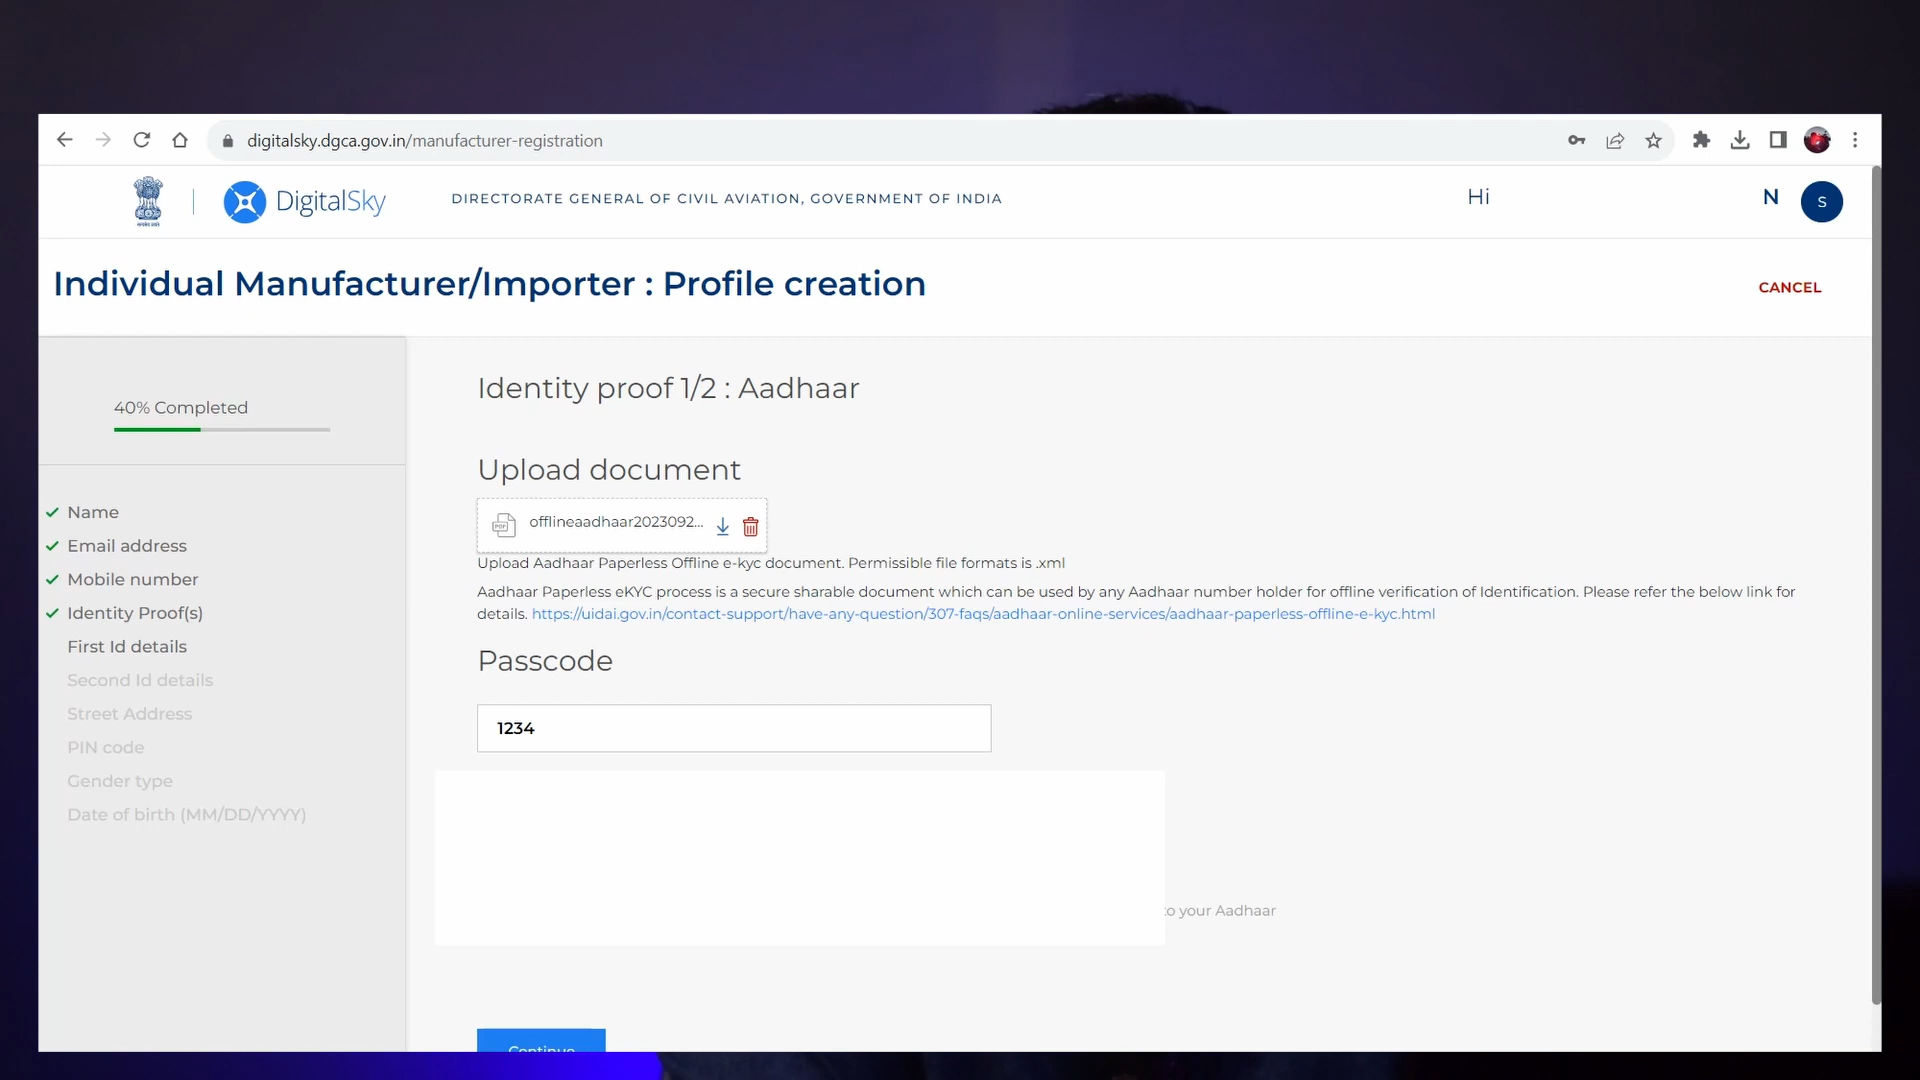 digitalsky.dgca.gov.in/manufacturer-registration
DigitalSky
DIRECTORATE GENERAL OF CIVIL AVIATION, GOVERNMENT OF INDIA
Hi
N
S
Individual Manufacturer/Importer : Profile creation
CANCEL
40% Completed
Name
Email address
Mobile number
Identity Proof(s)
First Id details
Second Id details
Street Address
PIN code
Gender type
Date of birth (MM/DD/YYYY)
Identity proof 1/2 : Aadhaar
Upload document
PDF
offlineaadhaar2023092...
Upload Aadhaar Paperless Offline e-kyc document. Permissible file formats is .xml
Aadhaar Paperless eKYC process is a secure sharable document which can be used by any Aadhaar number holder for offline verification of Identification. Please refer the below link for
details. https://uidai.gov.in/contact-support/have-any-question/307-faqs/aadhaar-online-services/aadhaar-paperless-offline-e-kyc.html
Passcode
1234
to your Aadhaar
Continue